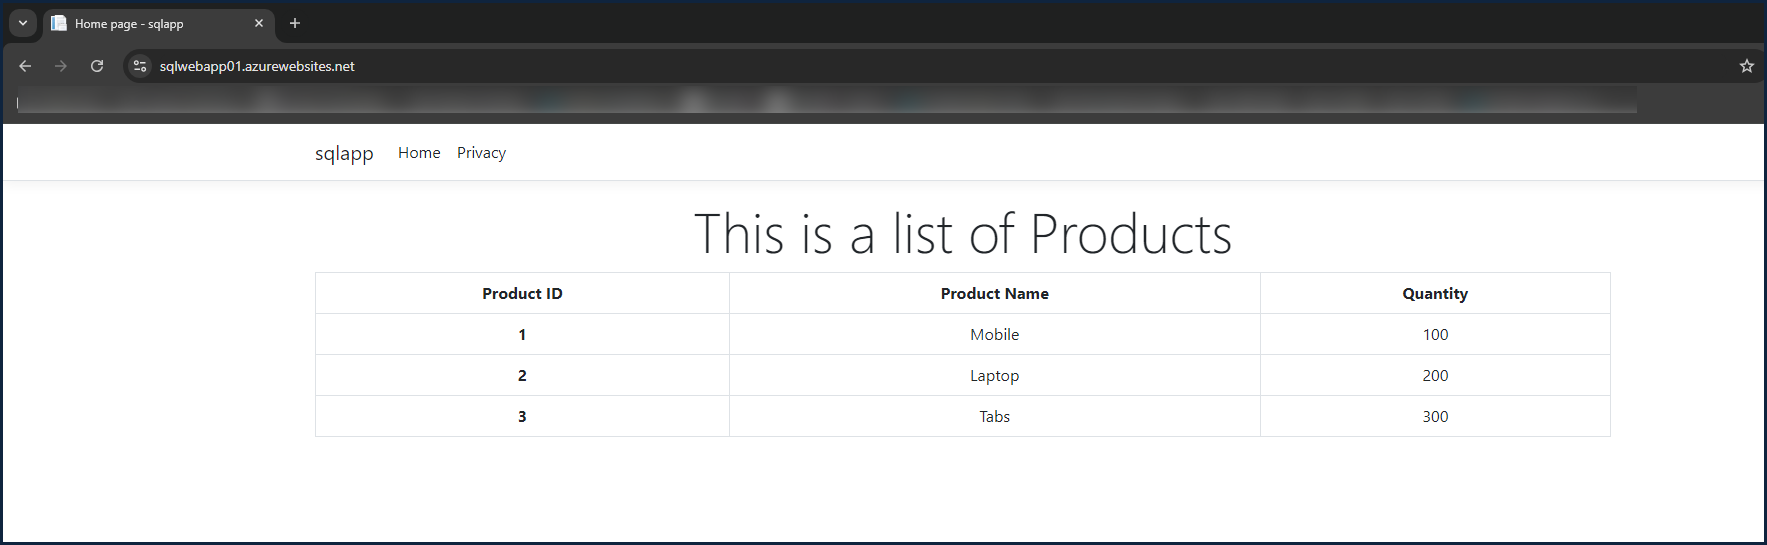 Home page - sqlapp
sqlwebapp01.azurewebsites.net
sqlapp Home Privacy
This is a list of Products
Product ID Product Name Quantity
1 Mobile 100
2 Laptop 200
3 Tabs 300